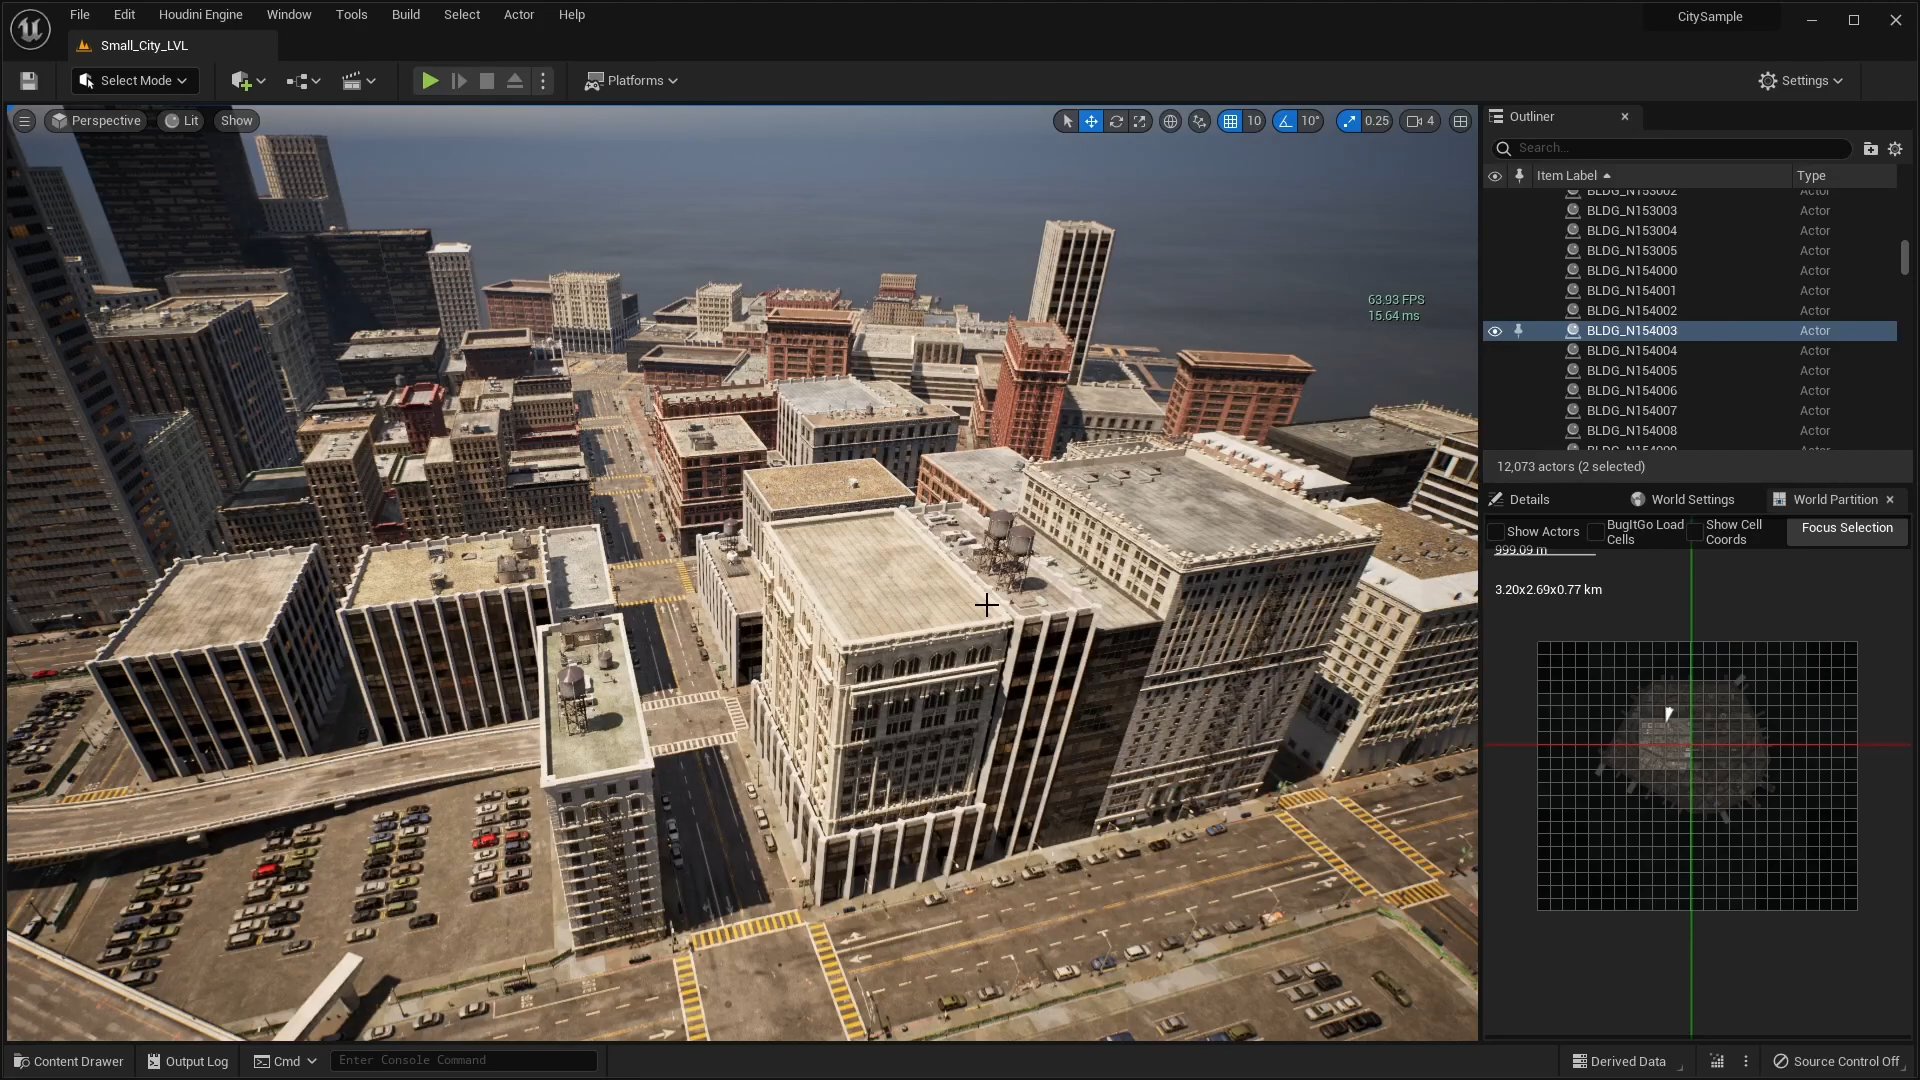 File Edit Houdini Engine Window Tools Build Select Actor Help
CitySample
Small_City_LVL
Select Mode
Platforms
Settings
Perspective Lit Show
10 10° 0.25 4
Outliner
Search...
Item Label Type
BLDG_N153002 Actor
BLDG_N153003 Actor
BLDG_N153004 Actor
BLDG_N153005 Actor
BLDG_N154000 Actor
BLDG_N154001 Actor
63.93 FPS
15.64 ms
BLDG_N154002 Actor
BLDG_N154003 Actor
BLDG_N154004 Actor
BLDG_N154005 Actor
BLDG_N154006 Actor
BLDG_N154007 Actor
BLDG_N154008 Actor
12,073 actors (2 selected)
Details World Settings World Partition
Show Actors BugItGo Load Cells Show Cell Coords Focus Selection
999.09 m
3.20x2.69x0.77 km
Content Drawer Output Log Cmd Enter Console Command Derived Data Source Control Off